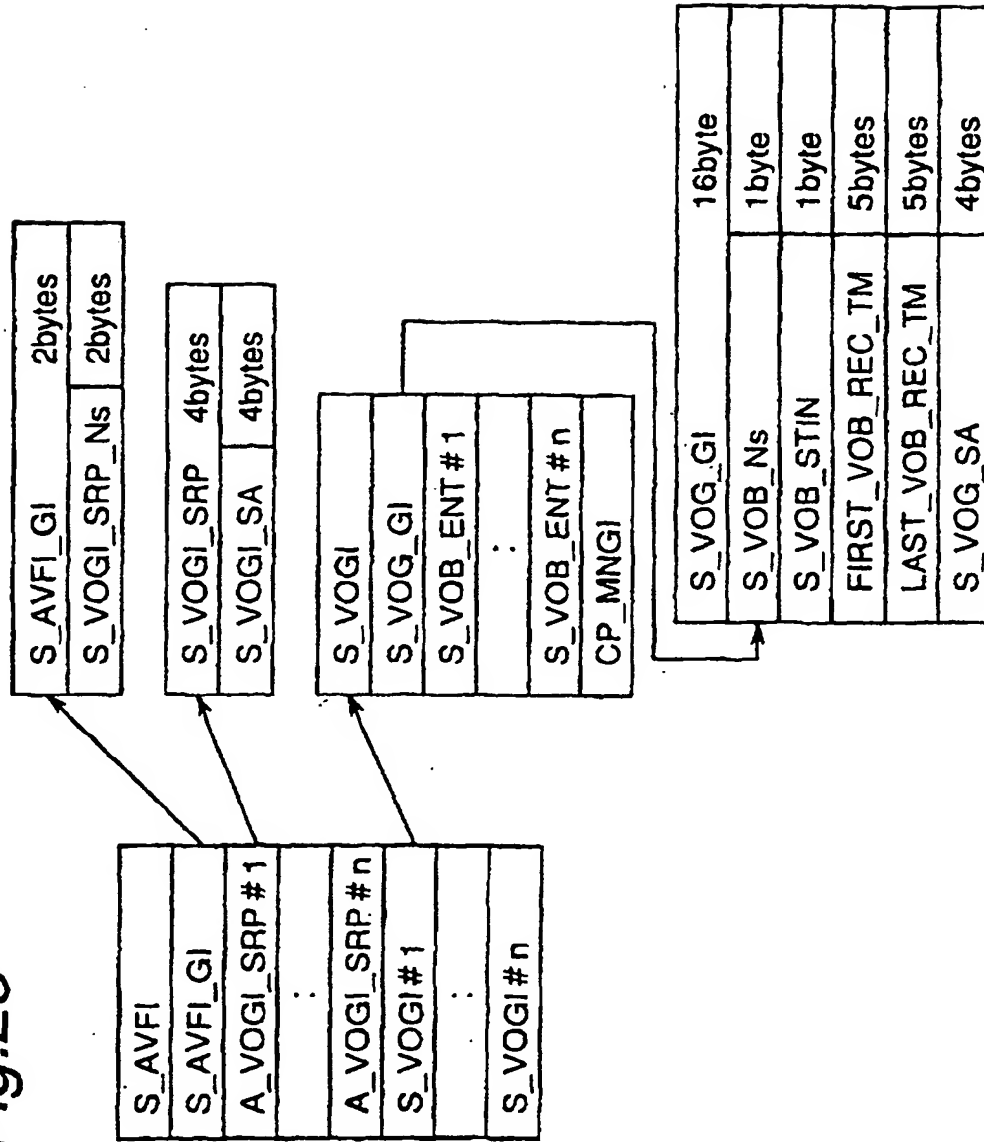 S_AVFI
S_AVFI_GI
A_VOGI_SRP#1
:
A_VOGI_SRP#n
S_VOGI#1
:
S_VOGI#n
S_AVFI_GI 2bytes
S_VOGI_SRP_Ns 2bytes
S_VOGI_SRP 4bytes
S_VOGI_SA 4bytes
S_VOGI
S_VOG_GI
S_VOB_ENT#1
:
S_VOB_ENT#n
CP_MNGI
S_VOG_GI 16byte
S_VOB_Ns 1byte
S_VOB_STIN 1byte
FIRST_VOB_REC_TM 5bytes
LAST_VOB_REC_TM 5bytes
S_VOG_SA 4bytes